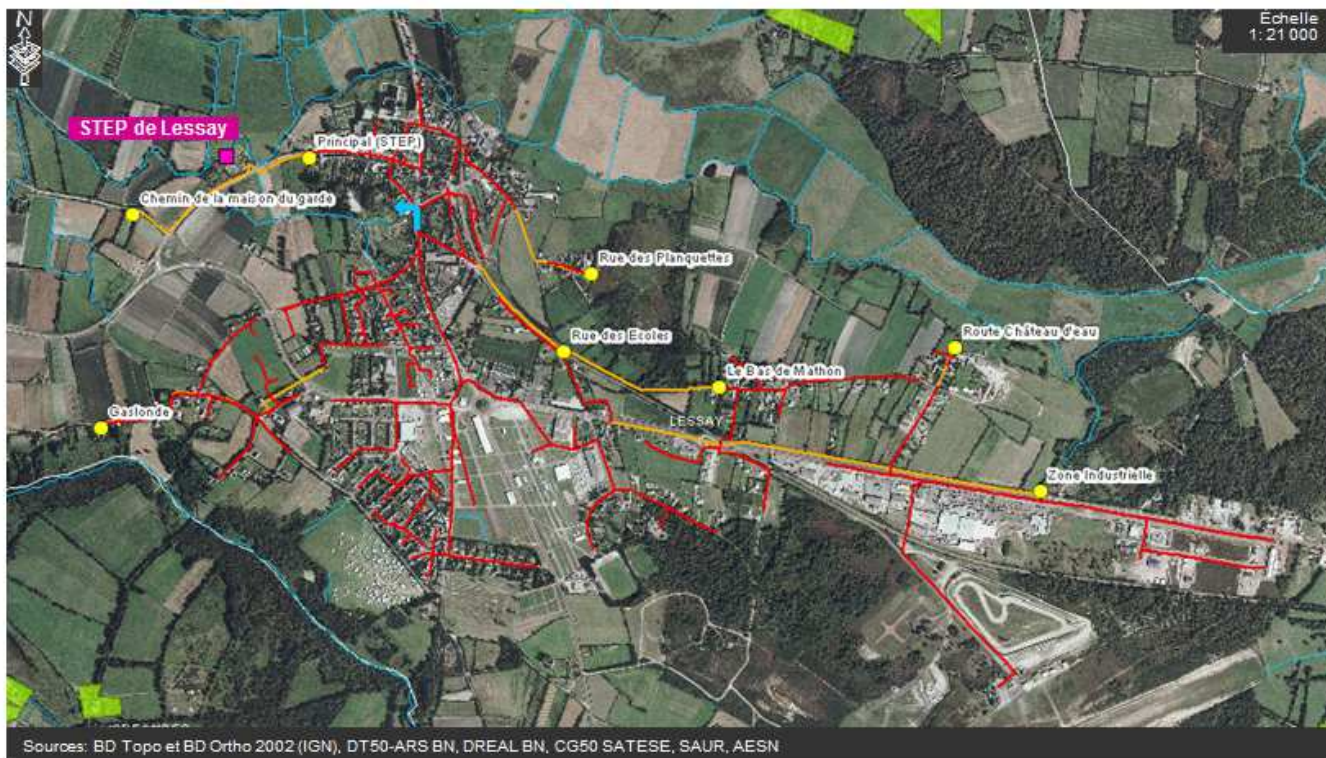 N
Echelle
1: 21 000
STEP de Lessay
Principal (STEP)
Chemin de la maison du garde
Rue des Planquettes
Rue des Ecoles
Route Château d'eau
Le Bas de Mathon
Gaslonde
LESSAY
Zone Industrielle
Sources: BD Topo et BD Ortho 2002 (IGN), DT50-ARS BN, DREAL BN, CG50 SATESE, SAUR, AESN